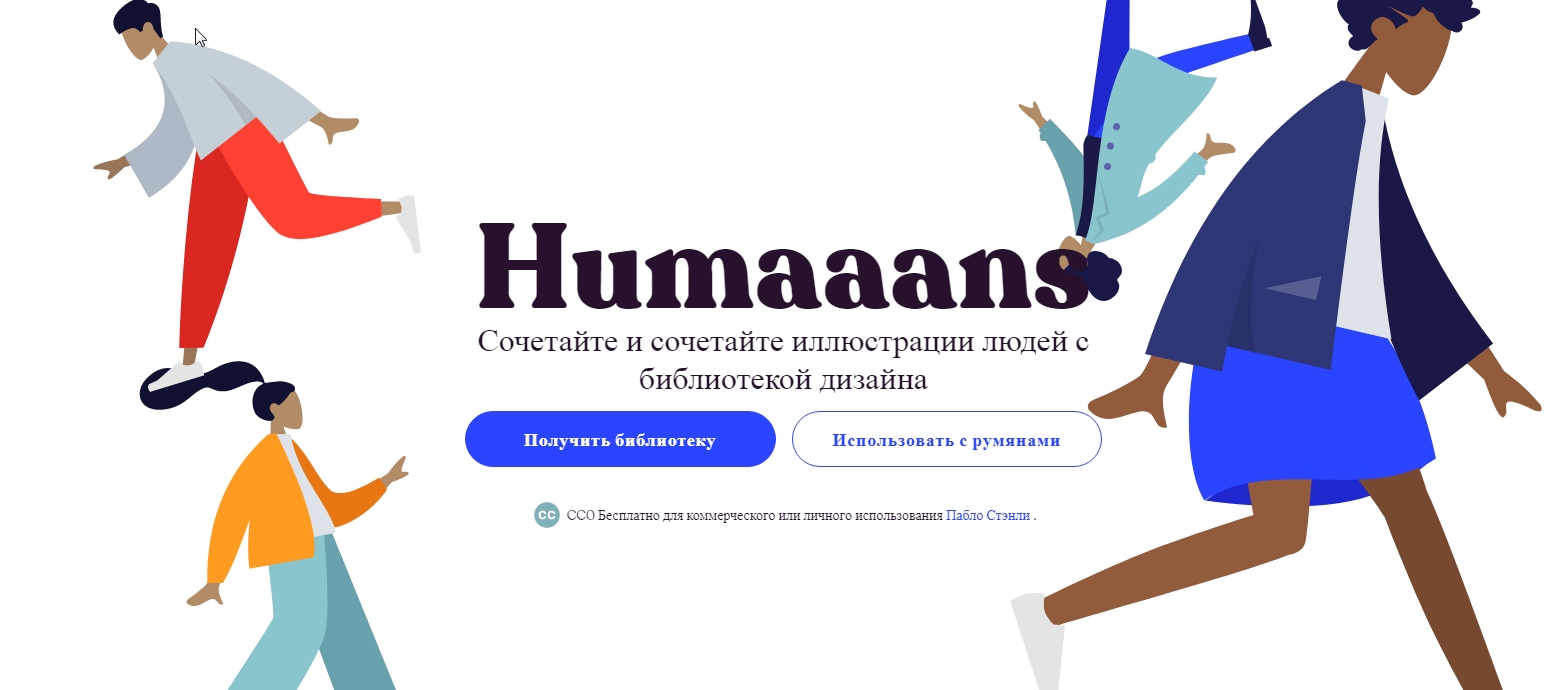 Humaaans
Сочетайте и сочетайте иллюстрации людей с
библиотекой дизайна
Получить библиотеку
Использовать с румянами
CC
CCO Бесплатно для коммерческого или личного использования Пабло Стэнли .